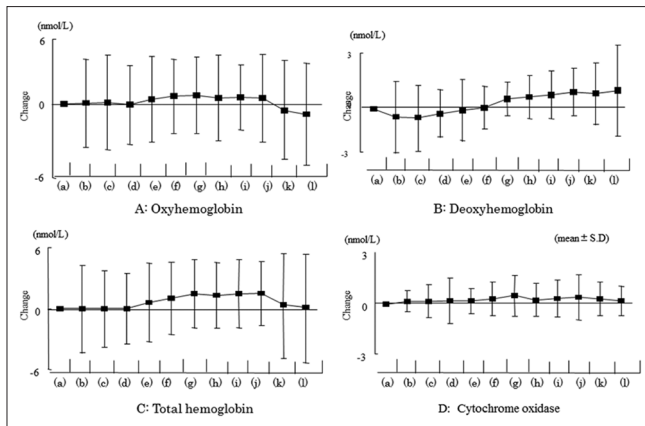 (nmol/L)
6
0
-6
Change
(a) (b) (c) (d) (e) (f) (g) (h) (i) (j) (k) (l)
A: Oxyhemoglobin
(nmol/L)
3
0
-3
Change
(a) (b) (c) (d) (e) (f) (g) (h) (i) (j) (k) (l)
B: Deoxyhemoglobin
(nmol/L)
6
0
-6
Change
(a) (b) (c) (d) (e) (f) (g) (h) (i) (j) (k) (l)
C: Total hemoglobin
(nmol/L)
(mean ± S.D)
3
0
-3
Change
(a) (b) (c) (d) (e) (f) (g) (h) (i) (j) (k) (l)
D: Cytochrome oxidase